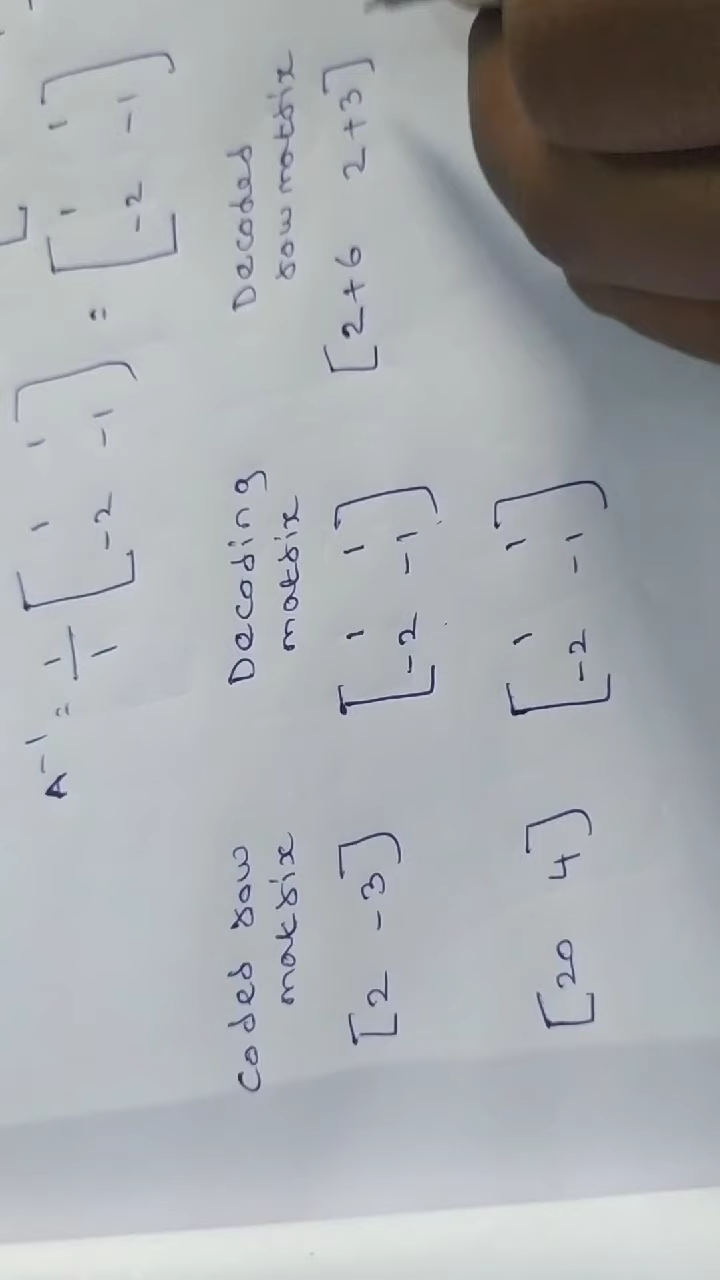 A⁻¹ = 1/1 [1 1 -2 -1] = [1 1 -2 -1]
Coded row matrix Decoding matrix Decoded row matrix
[2 -3] [1 1 -2 -1] [2+6 2+3]
[20 4] [1 1 -2 -1]